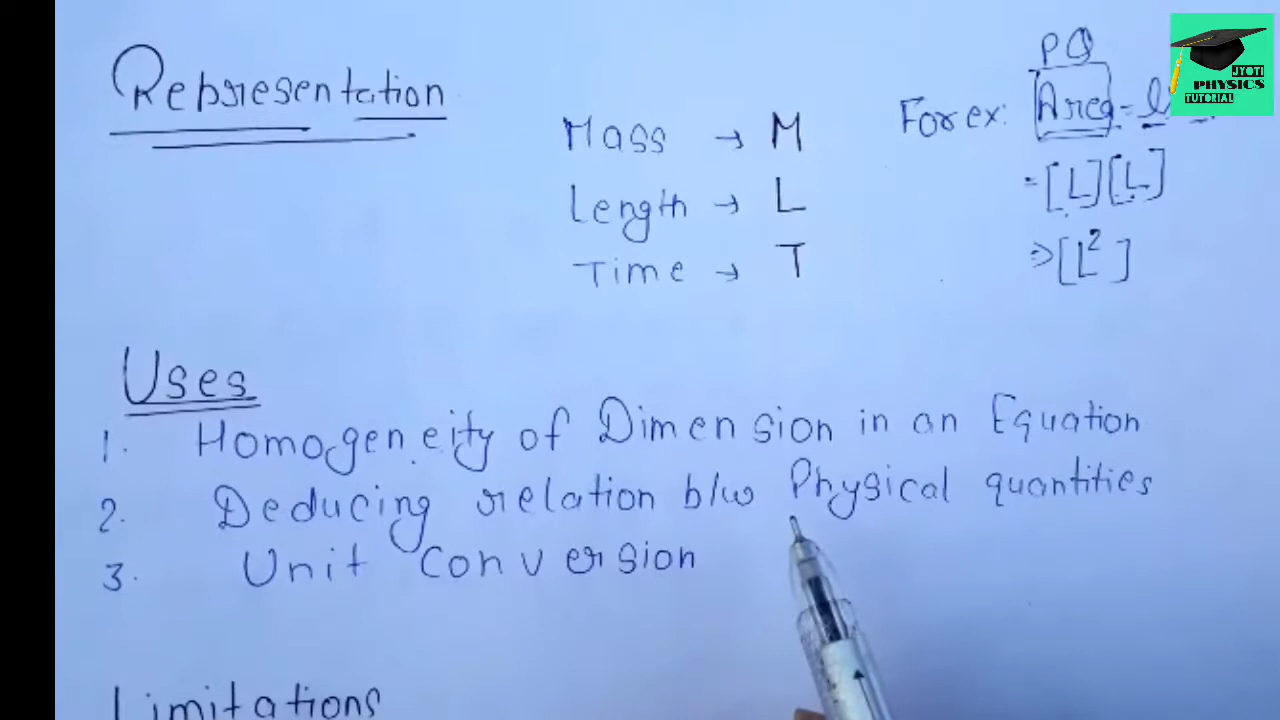 Representation
Mass → M
Length → L
Time → T
PQ
For ex: Area = l
= [L][L]
⇒ [L²]
Uses
1. Homogeneity of Dimension in an Equation
2. Deducing relation b/w Physical quantities
3. Unit Conversion
Limitations
JYOTI
PHYSICS
TUTORIAL